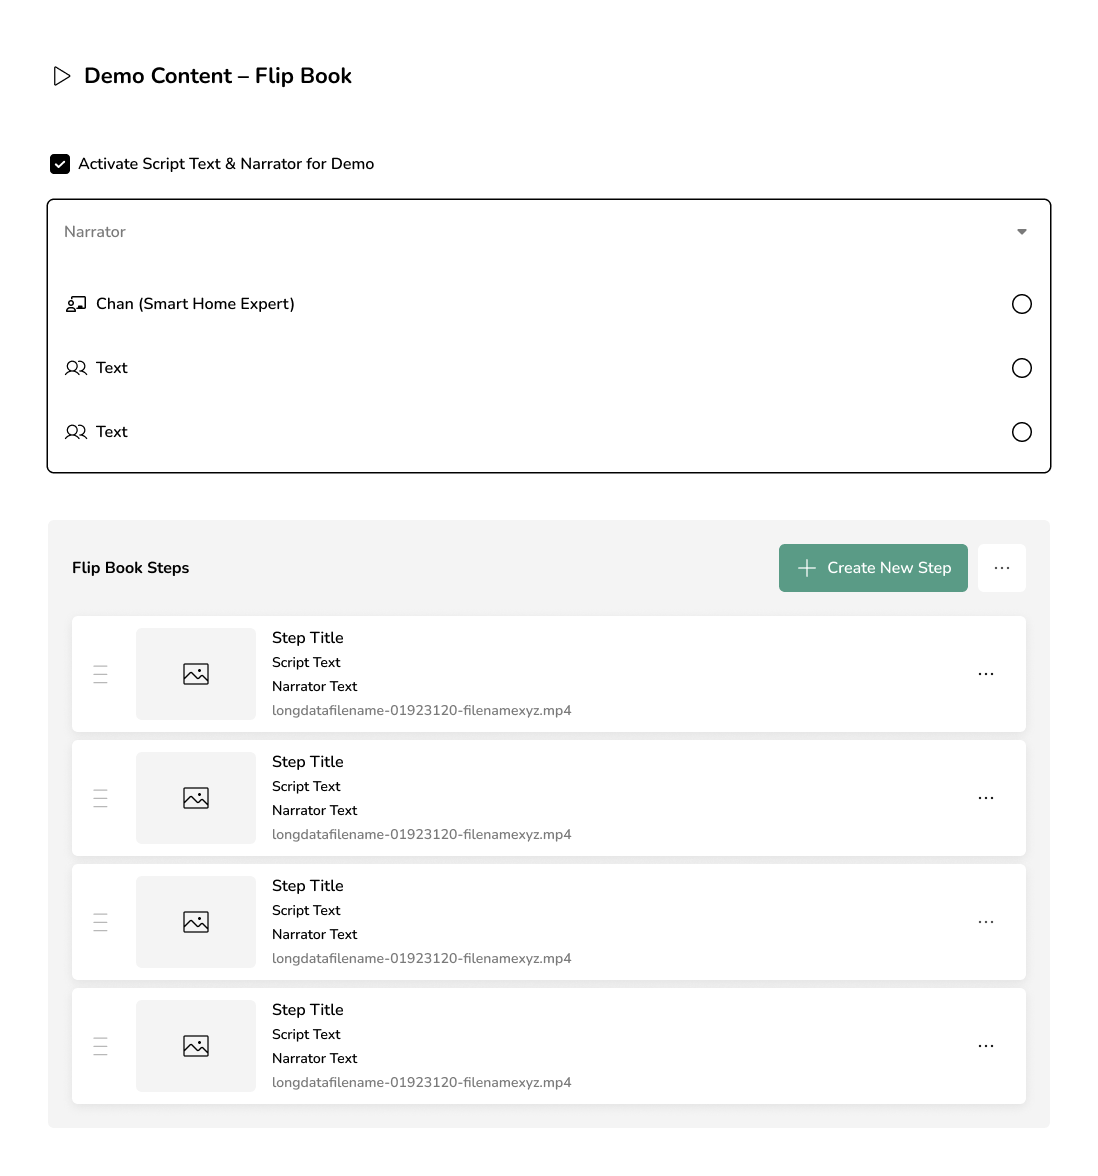 Demo Content – Flip Book
Activate Script Text & Narrator for Demo
Narrator
Chan (Smart Home Expert)
Text
Text
Flip Book Steps
Create New Step
Step Title
Script Text
Narrator Text
longdatafilename-01923120-filenamexyz.mp4
Step Title
Script Text
Narrator Text
longdatafilename-01923120-filenamexyz.mp4
Step Title
Script Text
Narrator Text
longdatafilename-01923120-filenamexyz.mp4
Step Title
Script Text
Narrator Text
longdatafilename-01923120-filenamexyz.mp4